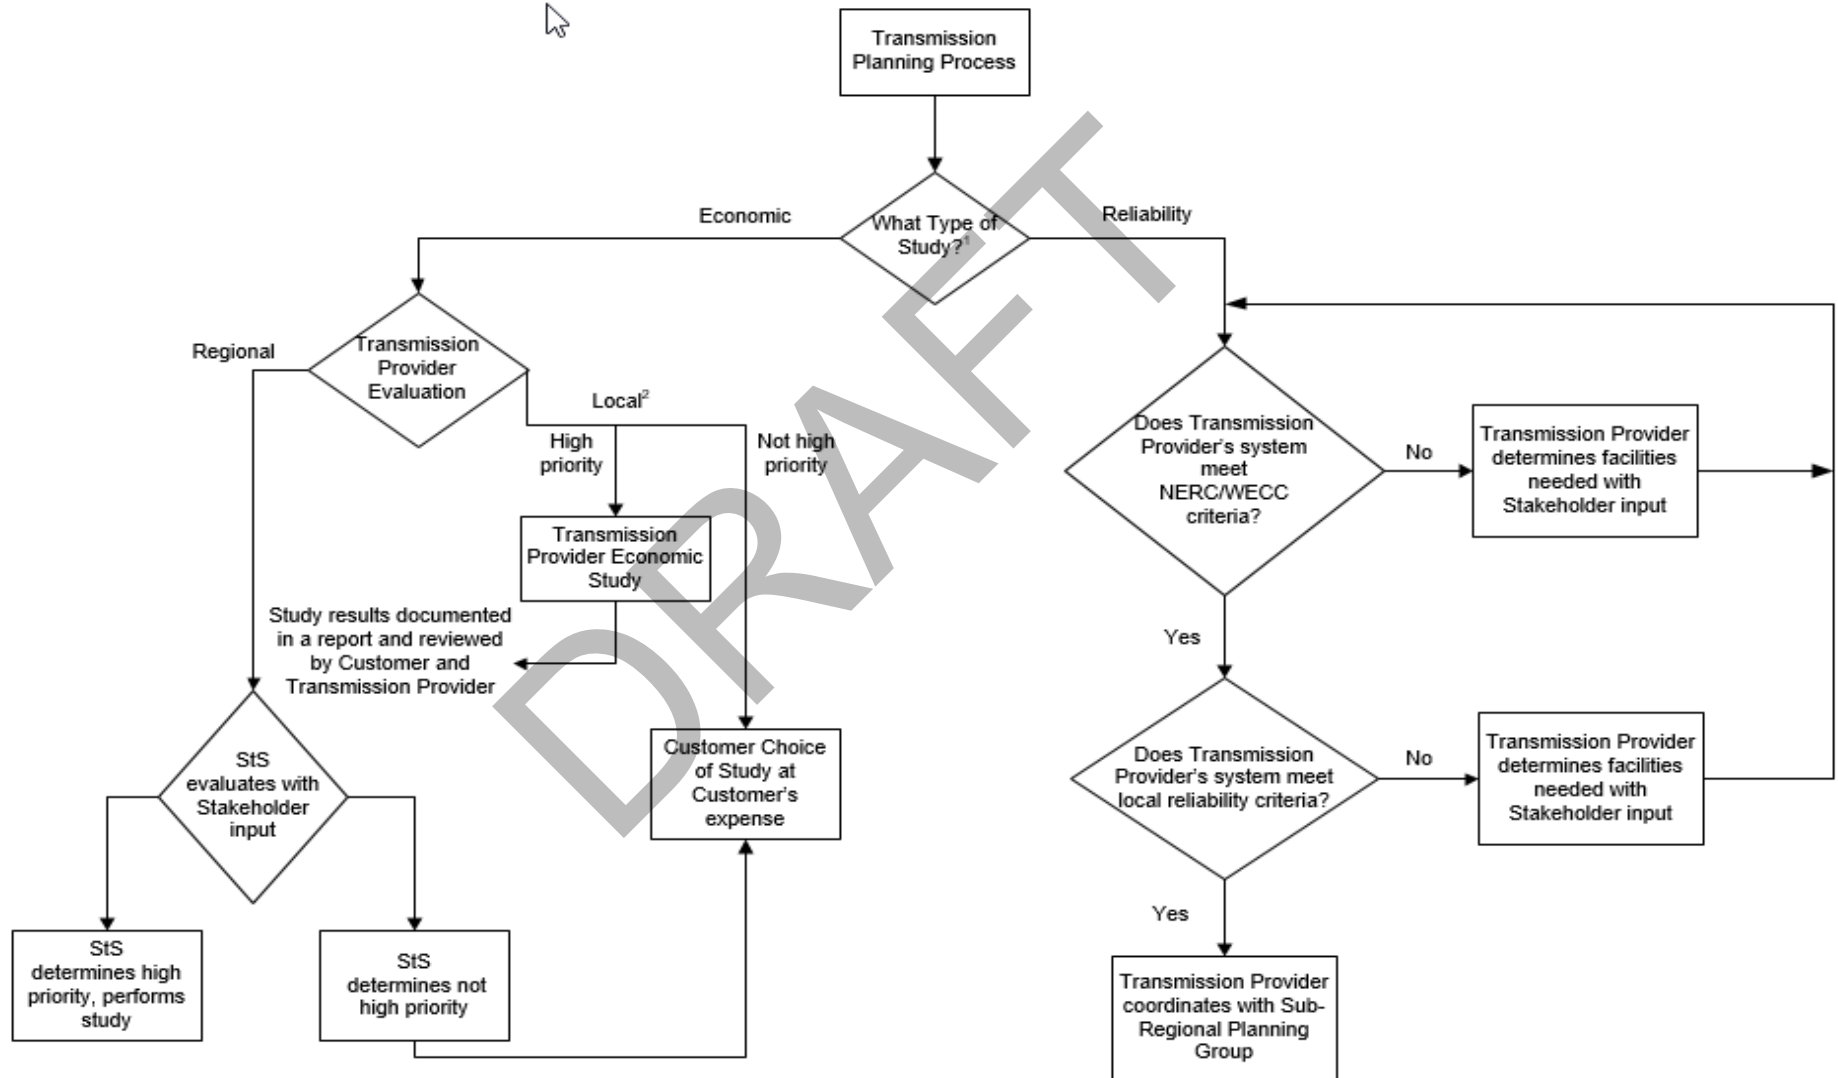 Transmission
Planning Process
What Type of
Study?¹
Economic
Reliability
Transmission
Provider
Evaluation
Regional
Local²
High
priority
Not high
priority
Transmission
Provider Economic
Study
Study results documented
in a report and reviewed
by Customer and
Transmission Provider
StS
evaluates with
Stakeholder
input
Customer Choice
of Study at
Customer's
expense
StS
determines high
priority, performs
study
StS
determines not
high priority
Does Transmission
Provider's system
meet
NERC/WECC
criteria?
No
Transmission Provider
determines facilities
needed with
Stakeholder input
Yes
Does Transmission
Provider's system meet
local reliability criteria?
No
Transmission Provider
determines facilities
needed with
Stakeholder input
Yes
Transmission Provider
coordinates with Sub-
Regional Planning
Group
DRAFT